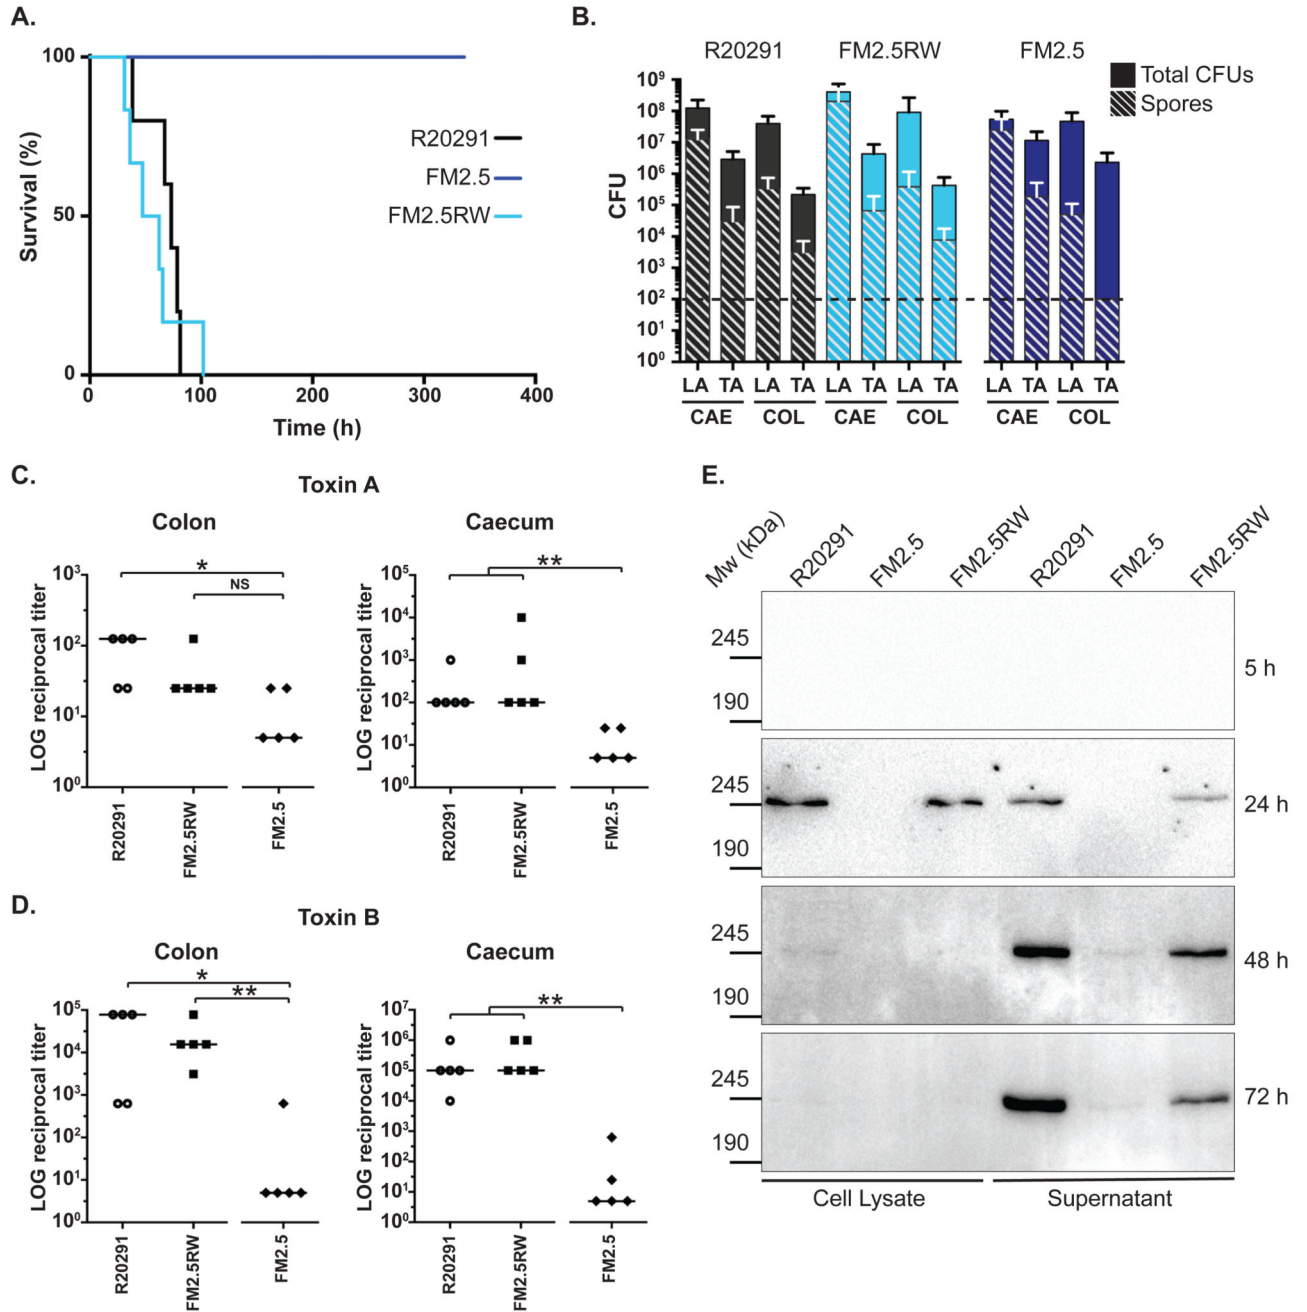 A.
100
50
0
Survival (%)
R20291
FM2.5
FM2.5RW
0 100 200 300 400
Time (h)
B.
R20291 FM2.5RW FM2.5
Total CFUs
Spores
CFU
10⁹
10⁸
10⁷
10⁶
10⁵
10⁴
10³
10²
10¹
10⁰
LA TA LA TA LA TA LA TA LA TA LA TA
CAE COL CAE COL CAE COL
C.
Toxin A
Colon
LOG reciprocal titer
10³
10²
10¹
10⁰
*
NS
R20291
FM2.5RW
FM2.5
Caecum
LOG reciprocal titer
10⁵
10⁴
10³
10²
10¹
10⁰
**
R20291
FM2.5RW
FM2.5
D.
Toxin B
Colon
LOG reciprocal titer
10⁵
10⁴
10³
10²
10¹
10⁰
*
**
R20291
FM2.5RW
FM2.5
Caecum
LOG reciprocal titer
10⁷
10⁶
10⁵
10⁴
10³
10²
10¹
10⁰
**
R20291
FM2.5RW
FM2.5
E.
Mw (kDa)
R20291
FM2.5
FM2.5RW
R20291
FM2.5
FM2.5RW
245
190
5 h
245
190
24 h
245
190
48 h
245
190
72 h
Cell Lysate Supernatant